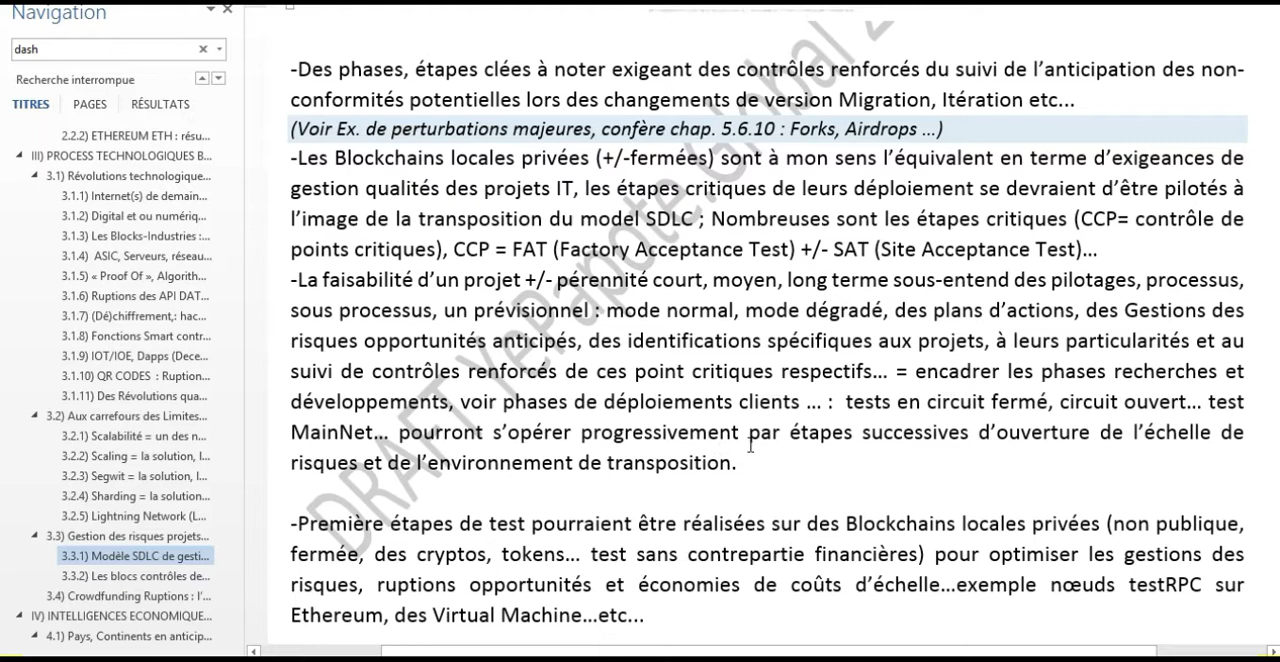 Navigation
dash
Recherche interrompue
TITRES PAGES RÉSULTATS
2.2.2) ETHEREUM ETH : résu...
III) PROCESS TECHNOLOGIQUES B...
3.1) Révolutions technologique...
3.1.1) Internet(s) de demain...
3.1.2) Digital et ou numériq...
3.1.3) Les Blocks-Industries :...
3.1.4) ASIC, Serveurs, réseau...
3.1.5) « Proof Of », Algorith...
3.1.6) Ruptions des API DAT...
3.1.7) (Dé)chiffrement,: hac...
3.1.8) Fonctions Smart contr...
3.1.9) IOT/IOE, Dapps (Dece...
3.1.10) QR CODES : Ruption...
3.1.11) Des Révolutions qua...
3.2) Aux carrefours des Limites...
3.2.1) Scalabilité = un des n...
3.2.2) Scaling = la solution, l...
3.2.3) Segwit = la solution, l...
3.2.4) Sharding = la solution...
3.2.5) Lightning Network (L...
3.3) Gestion des risques projets...
3.3.1) Modèle SDLC de gesti...
3.3.2) Les blocs contrôles de...
3.4) Crowdfunding Ruptions : l'...
IV) INTELLIGENCES ECONOMIQUE...
4.1) Pays, Continents en anticip...
-Des phases, étapes clées à noter exigeant des contrôles renforcés du suivi de l'anticipation des non-
conformités potentielles lors des changements de version Migration, Itération etc...
(Voir Ex. de perturbations majeures, confère chap. 5.6.10 : Forks, Airdrops ...)
-Les Blockchains locales privées (+/-fermées) sont à mon sens l'équivalent en terme d'exigeances de
gestion qualités des projets IT, les étapes critiques de leurs déploiement se devraient d'être pilotés à
l'image de la transposition du model SDLC ; Nombreuses sont les étapes critiques (CCP= contrôle de
points critiques), CCP = FAT (Factory Acceptance Test) +/- SAT (Site Acceptance Test)...
-La faisabilité d'un projet +/- pérennité court, moyen, long terme sous-entend des pilotages, processus,
sous processus, un prévisionnel : mode normal, mode dégradé, des plans d'actions, des Gestions des
risques opportunités anticipés, des identifications spécifiques aux projets, à leurs particularités et au
suivi de contrôles renforcés de ces point critiques respectifs... = encadrer les phases recherches et
développements, voir phases de déploiements clients ... : tests en circuit fermé, circuit ouvert... test
MainNet... pourront s'opérer progressivement par étapes successives d'ouverture de l'échelle de
risques et de l'environnement de transposition.
-Première étapes de test pourraient être réalisées sur des Blockchains locales privées (non publique,
fermée, des cryptos, tokens... test sans contrepartie financières) pour optimiser les gestions des
risques, ruptions opportunités et économies de coûts d'échelle...exemple nœuds testRPC sur
Ethereum, des Virtual Machine...etc...
DRAFT YePapote.Global